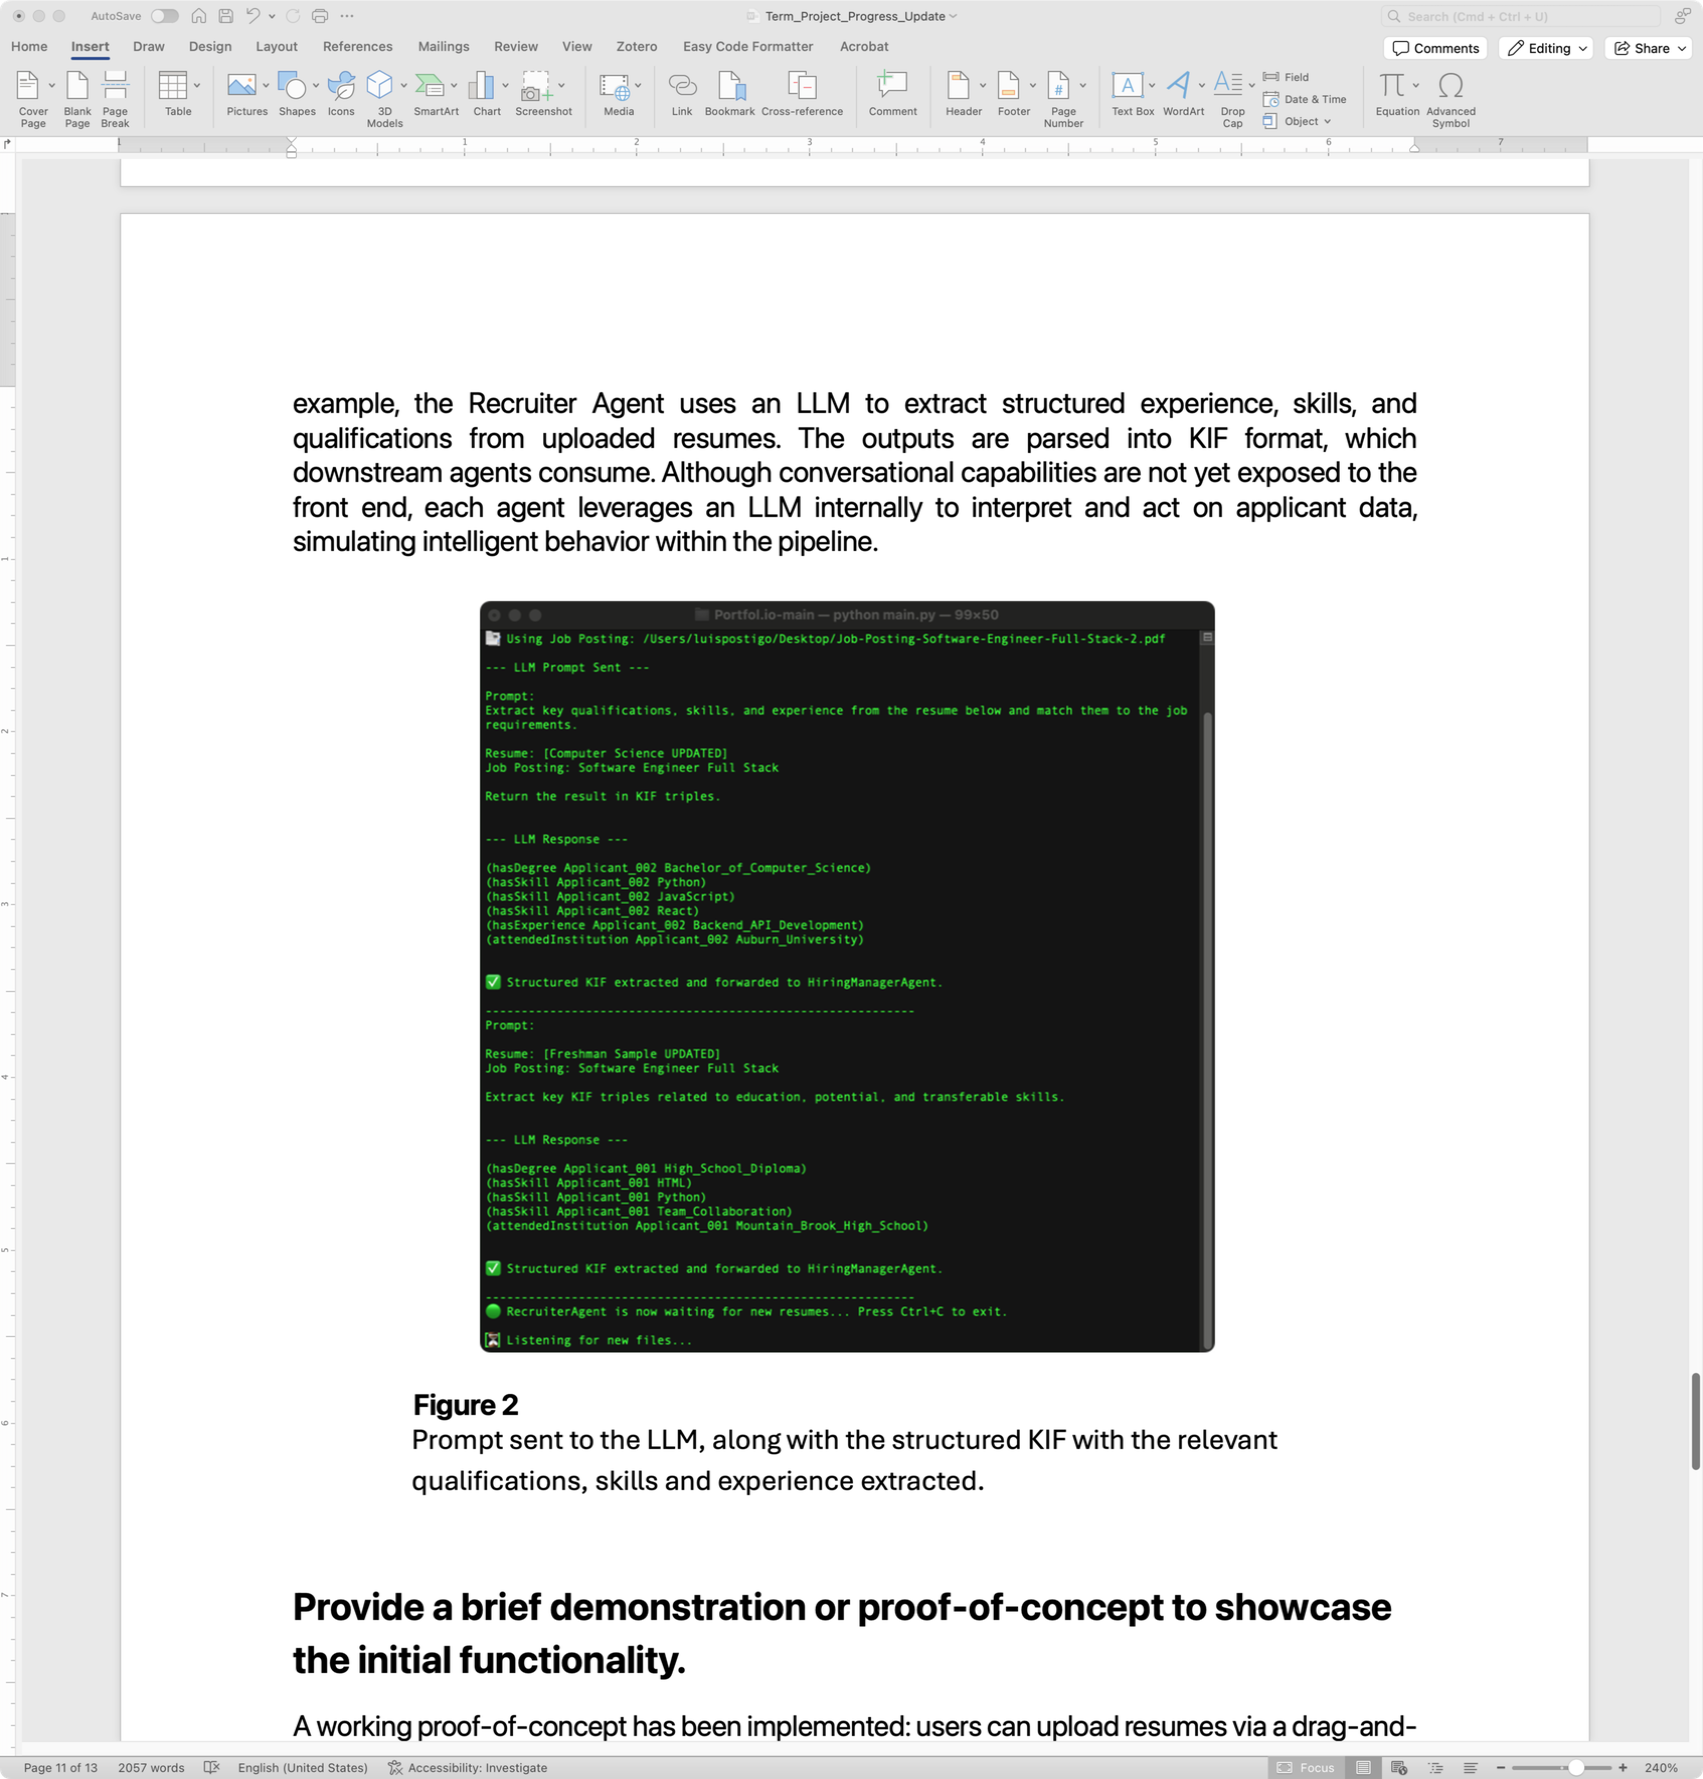 AutoSave
Term_Project_Progress_Update
Search (Cmd + Ctrl + U)
Home Insert Draw Design Layout References Mailings Review View Zotero Easy Code Formatter Acrobat
Comments Editing Share
Cover Page
Blank Page
Page Break
Table
Pictures
Shapes
Icons
3D Models
SmartArt
Chart
Screenshot
Media
Link
Bookmark
Cross-reference
Comment
Header
Footer
Page Number
Text Box
WordArt
Drop Cap
Field
Date & Time
Object
Equation
Advanced Symbol
1 1 2 3 4 5 6 7
example, the Recruiter Agent uses an LLM to extract structured experience, skills, and
qualifications from uploaded resumes. The outputs are parsed into KIF format, which
downstream agents consume. Although conversational capabilities are not yet exposed to the
front end, each agent leverages an LLM internally to interpret and act on applicant data,
simulating intelligent behavior within the pipeline.
Portfol.io-main — python main.py — 99×50
Using Job Posting: /Users/luispostigo/Desktop/Job-Posting-Software-Engineer-Full-Stack-2.pdf
--- LLM Prompt Sent ---
Prompt:
Extract key qualifications, skills, and experience from the resume below and match them to the job
requirements.
Resume: [Computer Science UPDATED]
Job Posting: Software Engineer Full Stack
Return the result in KIF triples.
--- LLM Response ---
(hasDegree Applicant_002 Bachelor_of_Computer_Science)
(hasSkill Applicant_002 Python)
(hasSkill Applicant_002 JavaScript)
(hasSkill Applicant_002 React)
(hasExperience Applicant_002 Backend_API_Development)
(attendedInstitution Applicant_002 Auburn_University)
✅ Structured KIF extracted and forwarded to HiringManagerAgent.
------------------------------------------------------------
Prompt:
Resume: [Freshman Sample UPDATED]
Job Posting: Software Engineer Full Stack
Extract key KIF triples related to education, potential, and transferable skills.
--- LLM Response ---
(hasDegree Applicant_001 High_School_Diploma)
(hasSkill Applicant_001 HTML)
(hasSkill Applicant_001 Python)
(hasSkill Applicant_001 Team_Collaboration)
(attendedInstitution Applicant_001 Mountain_Brook_High_School)
✅ Structured KIF extracted and forwarded to HiringManagerAgent.
------------------------------------------------------------
RecruiterAgent is now waiting for new resumes... Press Ctrl+C to exit.
Listening for new files...
Figure 2
Prompt sent to the LLM, along with the structured KIF with the relevant
qualifications, skills and experience extracted.
Provide a brief demonstration or proof-of-concept to showcase
the initial functionality.
A working proof-of-concept has been implemented: users can upload resumes via a drag-and-
Page 11 of 13 2057 words English (United States) Accessibility: Investigate Focus 240%